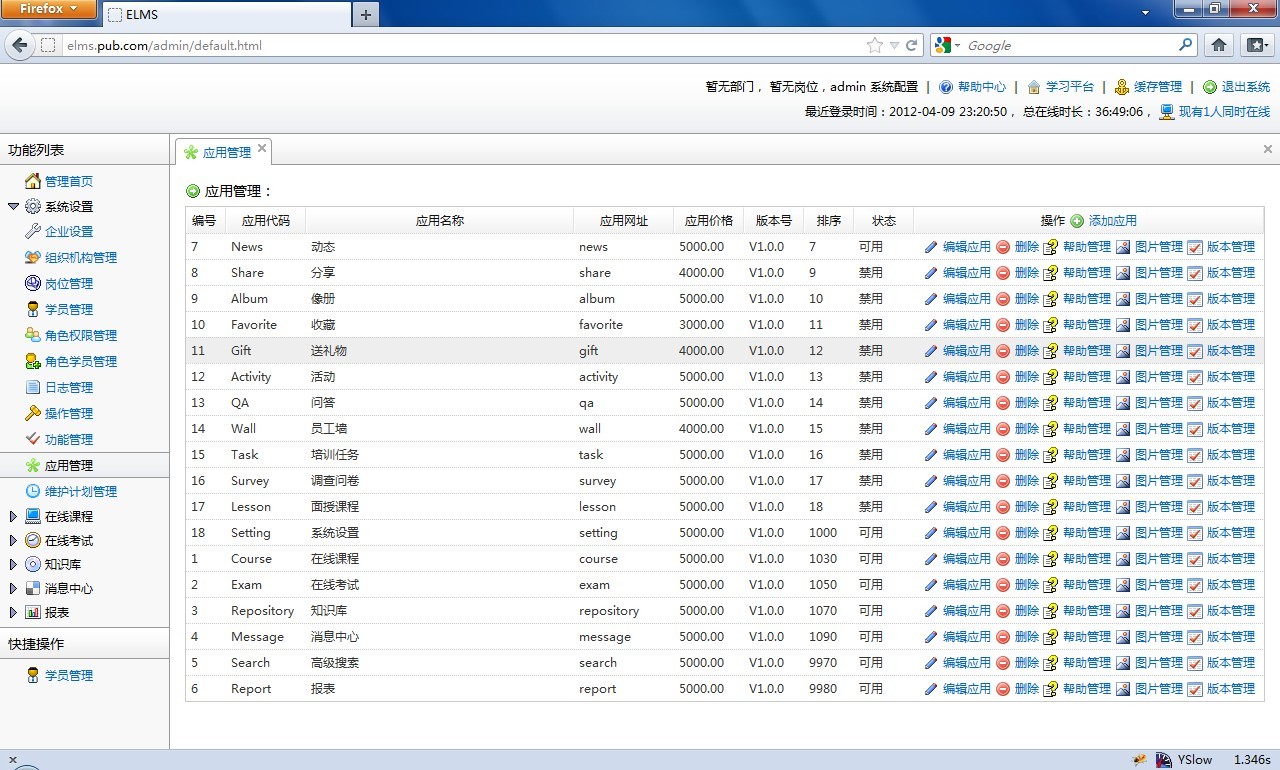 Firefox
ELMS
elms.pub.com/admin/default.html
Google
暂无部门， 暂无岗位，admin 系统配置 | 帮助中心 | 学习平台 | 缓存管理 | 退出系统
最近登录时间：2012-04-09 23:20:50， 总在线时长：36:49:06， 现有1人同时在线
功能列表
管理首页
系统设置
企业设置
组织机构管理
岗位管理
学员管理
角色权限管理
角色学员管理
日志管理
操作管理
功能管理
应用管理
维护计划管理
在线课程
在线考试
知识库
消息中心
报表
快捷操作
学员管理
应用管理
应用管理：
编号 应用代码 应用名称 应用网址 应用价格 版本号 排序 状态 操作 添加应用
7 News 动态 news 5000.00 V1.0.0 7 可用 编辑应用 删除 帮助管理 图片管理 版本管理
8 Share 分享 share 4000.00 V1.0.0 9 禁用 编辑应用 删除 帮助管理 图片管理 版本管理
9 Album 像册 album 5000.00 V1.0.0 10 禁用 编辑应用 删除 帮助管理 图片管理 版本管理
10 Favorite 收藏 favorite 3000.00 V1.0.0 11 禁用 编辑应用 删除 帮助管理 图片管理 版本管理
11 Gift 送礼物 gift 4000.00 V1.0.0 12 禁用 编辑应用 删除 帮助管理 图片管理 版本管理
12 Activity 活动 activity 5000.00 V1.0.0 13 禁用 编辑应用 删除 帮助管理 图片管理 版本管理
13 QA 问答 qa 5000.00 V1.0.0 14 禁用 编辑应用 删除 帮助管理 图片管理 版本管理
14 Wall 员工墙 wall 4000.00 V1.0.0 15 禁用 编辑应用 删除 帮助管理 图片管理 版本管理
15 Task 培训任务 task 5000.00 V1.0.0 16 禁用 编辑应用 删除 帮助管理 图片管理 版本管理
16 Survey 调查问卷 survey 5000.00 V1.0.0 17 禁用 编辑应用 删除 帮助管理 图片管理 版本管理
17 Lesson 面授课程 lesson 5000.00 V1.0.0 18 禁用 编辑应用 删除 帮助管理 图片管理 版本管理
18 Setting 系统设置 setting 5000.00 V1.0.0 1000 可用 编辑应用 删除 帮助管理 图片管理 版本管理
1 Course 在线课程 course 5000.00 V1.0.0 1030 可用 编辑应用 删除 帮助管理 图片管理 版本管理
2 Exam 在线考试 exam 5000.00 V1.0.0 1050 可用 编辑应用 删除 帮助管理 图片管理 版本管理
3 Repository 知识库 repository 5000.00 V1.0.0 1070 可用 编辑应用 删除 帮助管理 图片管理 版本管理
4 Message 消息中心 message 5000.00 V1.0.0 1090 可用 编辑应用 删除 帮助管理 图片管理 版本管理
5 Search 高级搜索 search 5000.00 V1.0.0 9970 可用 编辑应用 删除 帮助管理 图片管理 版本管理
6 Report 报表 report 5000.00 V1.0.0 9980 可用 编辑应用 删除 帮助管理 图片管理 版本管理
YSlow 1.346s